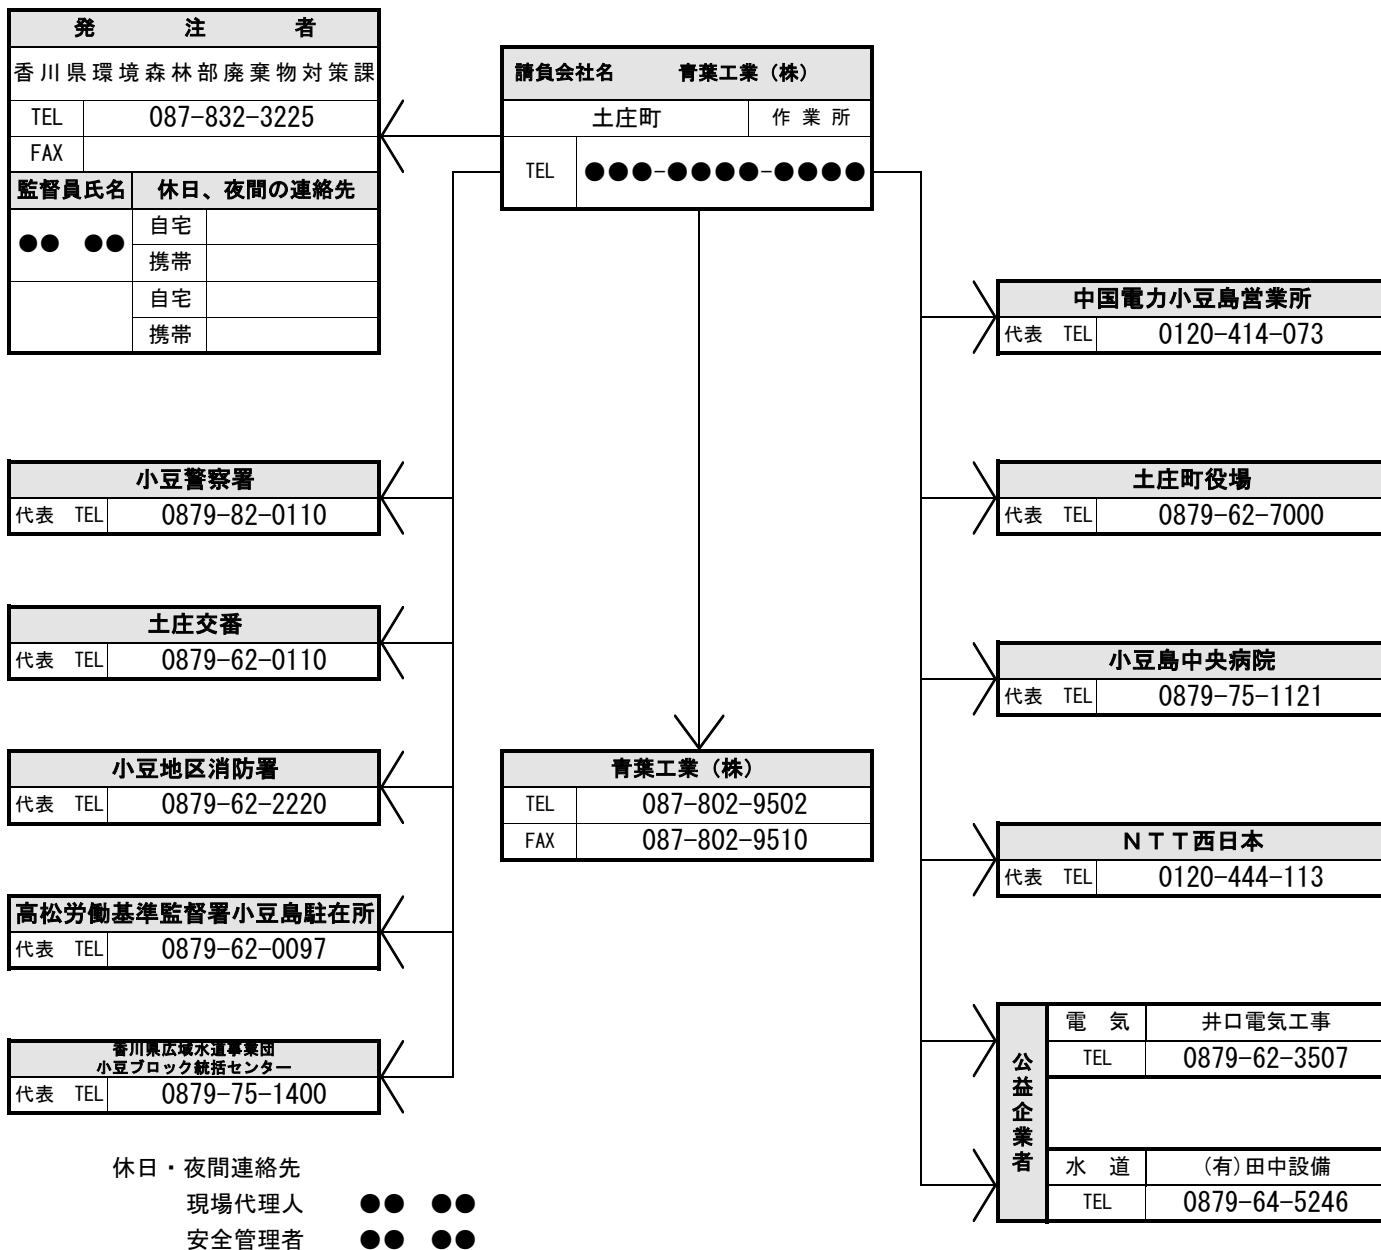 発　注　者
香川県環境森林部廃棄物対策課
TEL 087-832-3225
FAX
監督員氏名 休日、夜間の連絡先
●●　●● 自宅
携帯
自宅
携帯
請負会社名　青葉工業（株）
土庄町 作業所
TEL ●●●-●●●●-●●●●
中国電力小豆島営業所
代表　TEL 0120-414-073
小豆警察署
代表　TEL 0879-82-0110
土庄町役場
代表　TEL 0879-62-7000
土庄交番
代表　TEL 0879-62-0110
小豆島中央病院
代表　TEL 0879-75-1121
小豆地区消防署
代表　TEL 0879-62-2220
青葉工業（株）
TEL 087-802-9502
FAX 087-802-9510
ＮＴＴ西日本
代表　TEL 0120-444-113
高松労働基準監督署小豆島駐在所
代表　TEL 0879-62-0097
香川県広域水道事業団
小豆ブロック統括センター
代表　TEL 0879-75-1400
公益企業者
電　気 井口電気工事
TEL 0879-62-3507
水　道 (有)田中設備
TEL 0879-64-5246
休日・夜間連絡先
現場代理人　●●　●●
安全管理者　●●　●●